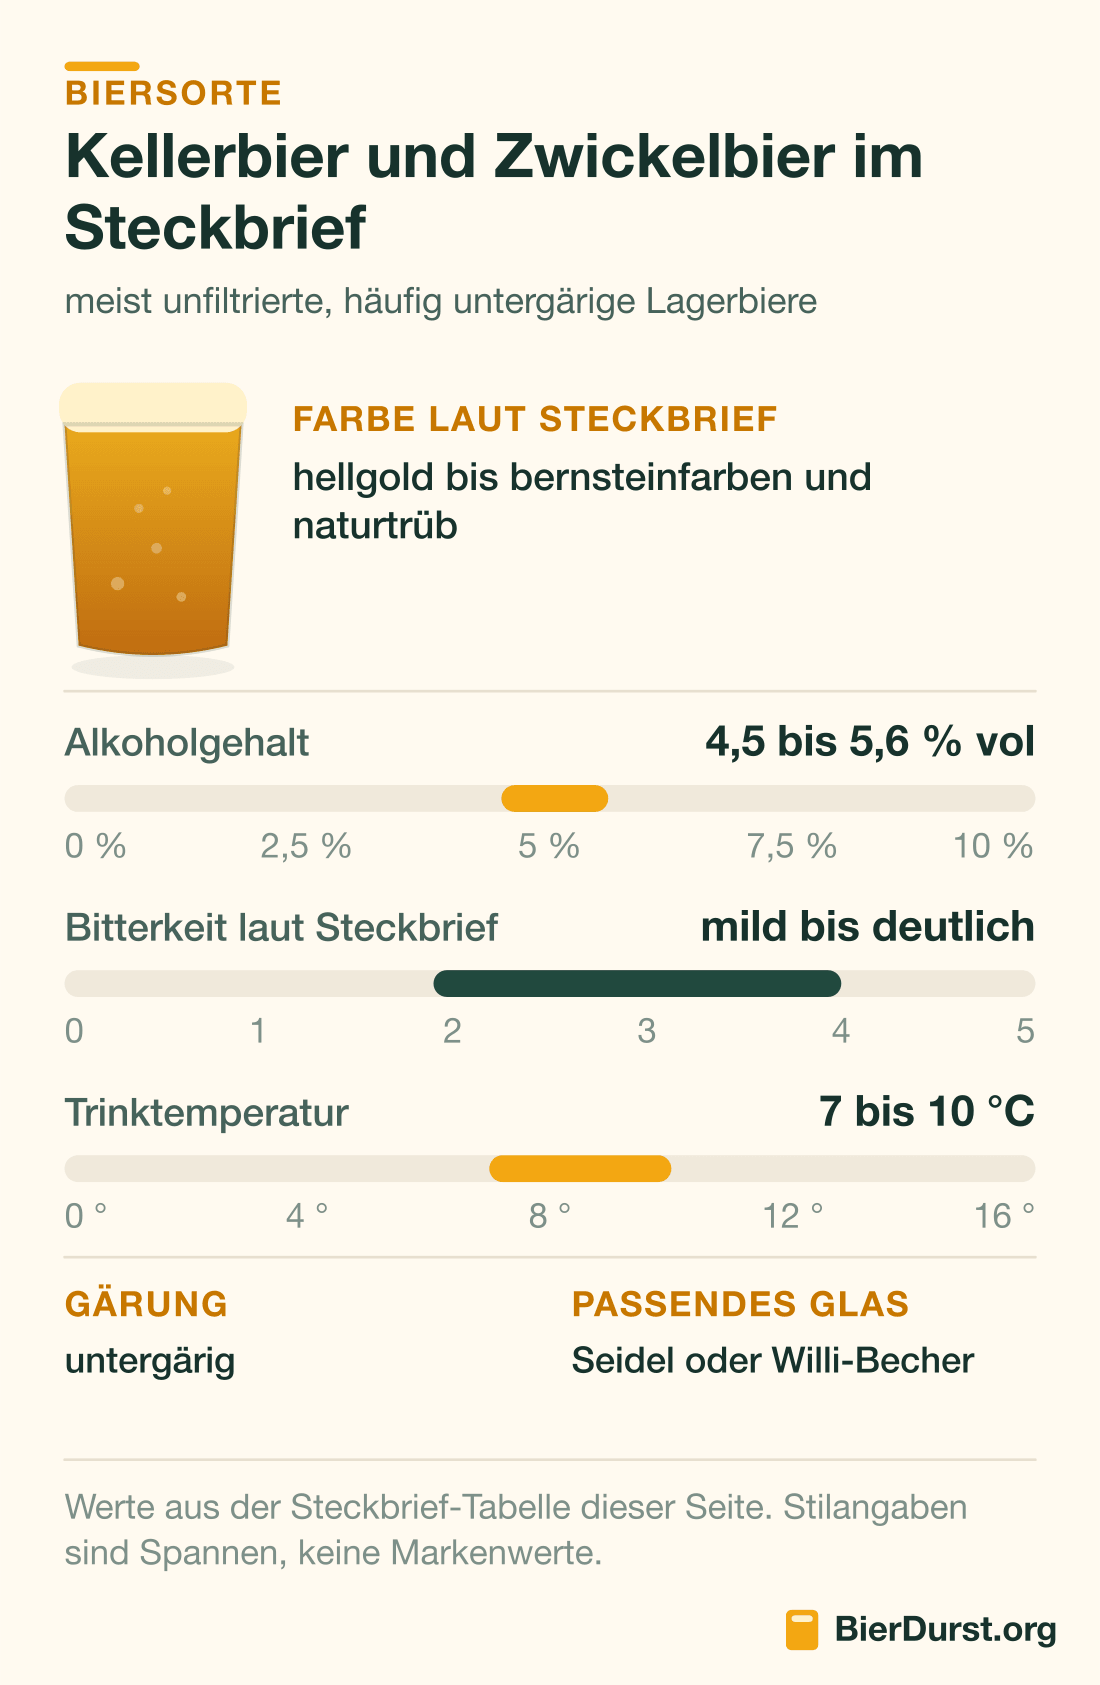 BIERSORTE
Kellerbier und Zwickelbier im
Steckbrief
meist unfiltrierte, häufig untergärige Lagerbiere
FARBE LAUT STECKBRIEF
hellgold bis bernsteinfarben und
naturtrüb
Alkoholgehalt 4,5 bis 5,6 % vol
0 % 2,5 % 5 % 7,5 % 10 %
Bitterkeit laut Steckbrief mild bis deutlich
0 1 2 3 4 5
Trinktemperatur 7 bis 10 °C
0 ° 4 ° 8 ° 12 ° 16 °
GÄRUNG PASSENDES GLAS
untergärig Seidel oder Willi-Becher
Werte aus der Steckbrief-Tabelle dieser Seite. Stilangaben
sind Spannen, keine Markenwerte.
BierDurst.org